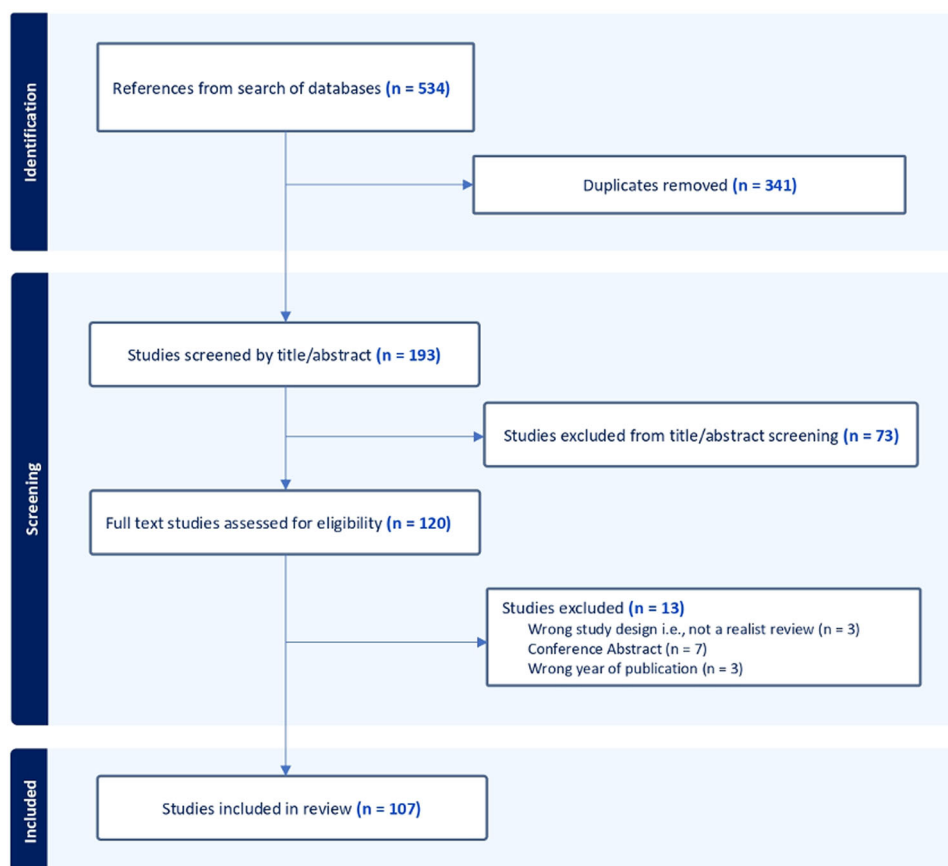 Identification
References from search of databases (n = 534)
Duplicates removed (n = 341)
Screening
Studies screened by title/abstract (n = 193)
Studies excluded from title/abstract screening (n = 73)
Full text studies assessed for eligibility (n = 120)
Studies excluded (n = 13)
Wrong study design i.e., not a realist review (n = 3)
Conference Abstract (n = 7)
Wrong year of publication (n = 3)
Included
Studies included in review (n = 107)